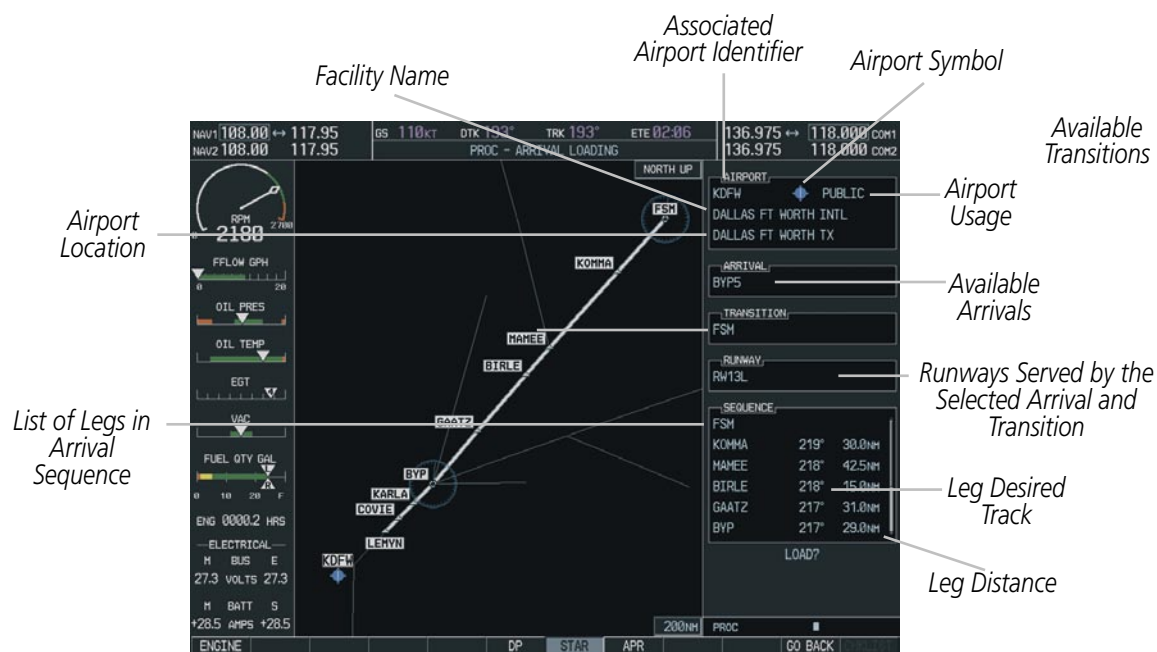 Associated
Airport Identifier
Airport Symbol
Facility Name
Available
Transitions
Airport
Usage
Airport
Location
Available
Arrivals
Runways Served by the
Selected Arrival and
Transition
List of Legs in
Arrival
Sequence
Leg Desired
Track
Leg Distance
NAV1 108.00 ↔ 117.95
NAV2 108.00 117.95
GS 110KT DTK 193° TRK 193° ETE 02:06
PROC - ARRIVAL LOADING
136.975 ↔ 118.000 COM1
136.975 118.000 COM2
RPM
2180
2700
FFLOW GPH
0 20
OIL PRES
OIL TEMP
EGT
VAC
FUEL QTY GAL
L
R
0 10 20 F
ENG 0000.2 HRS
ELECTRICAL
M BUS E
27.3 VOLTS 27.3
M BATT S
+28.5 AMPS +28.5
NORTH UP
FSM
KOMMA
MAMEE
BIRLE
GAATZ
BYP
KARLA
COVIE
LEMYN
KDFW
200NM
AIRPORT
KDFW PUBLIC
DALLAS FT WORTH INTL
DALLAS FT WORTH TX
ARRIVAL
BYP5
TRANSITION
FSM
RUNWAY
RW13L
SEQUENCE
FSM
KOMMA 219° 30.0NM
MAMEE 218° 42.5NM
BIRLE 218° 15.0NM
GAATZ 217° 31.0NM
BYP 217° 29.0NM
LOAD?
PROC
ENGINE DP STAR APR GO BACK